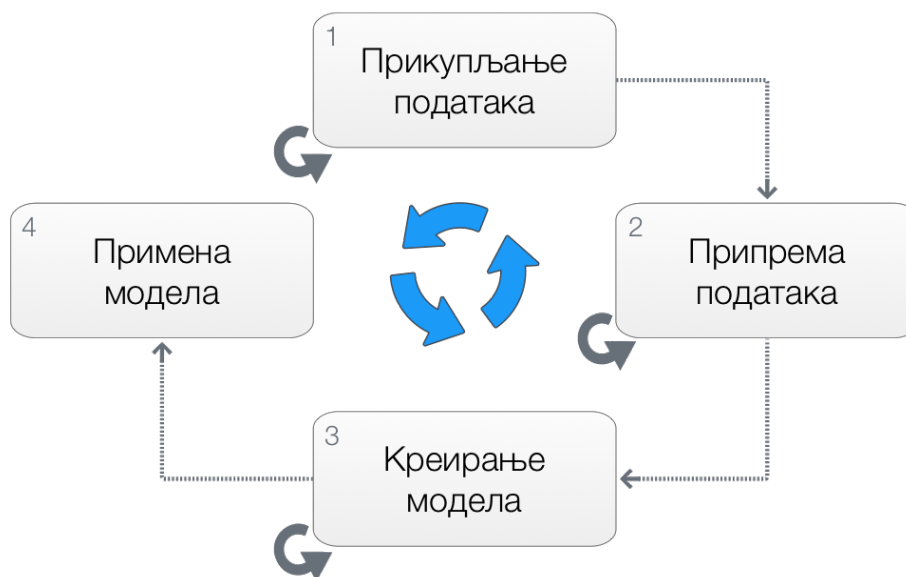 1
Прикупљање
података
2
Припрема
података
3
Креирање
модела
4
Примена
модела